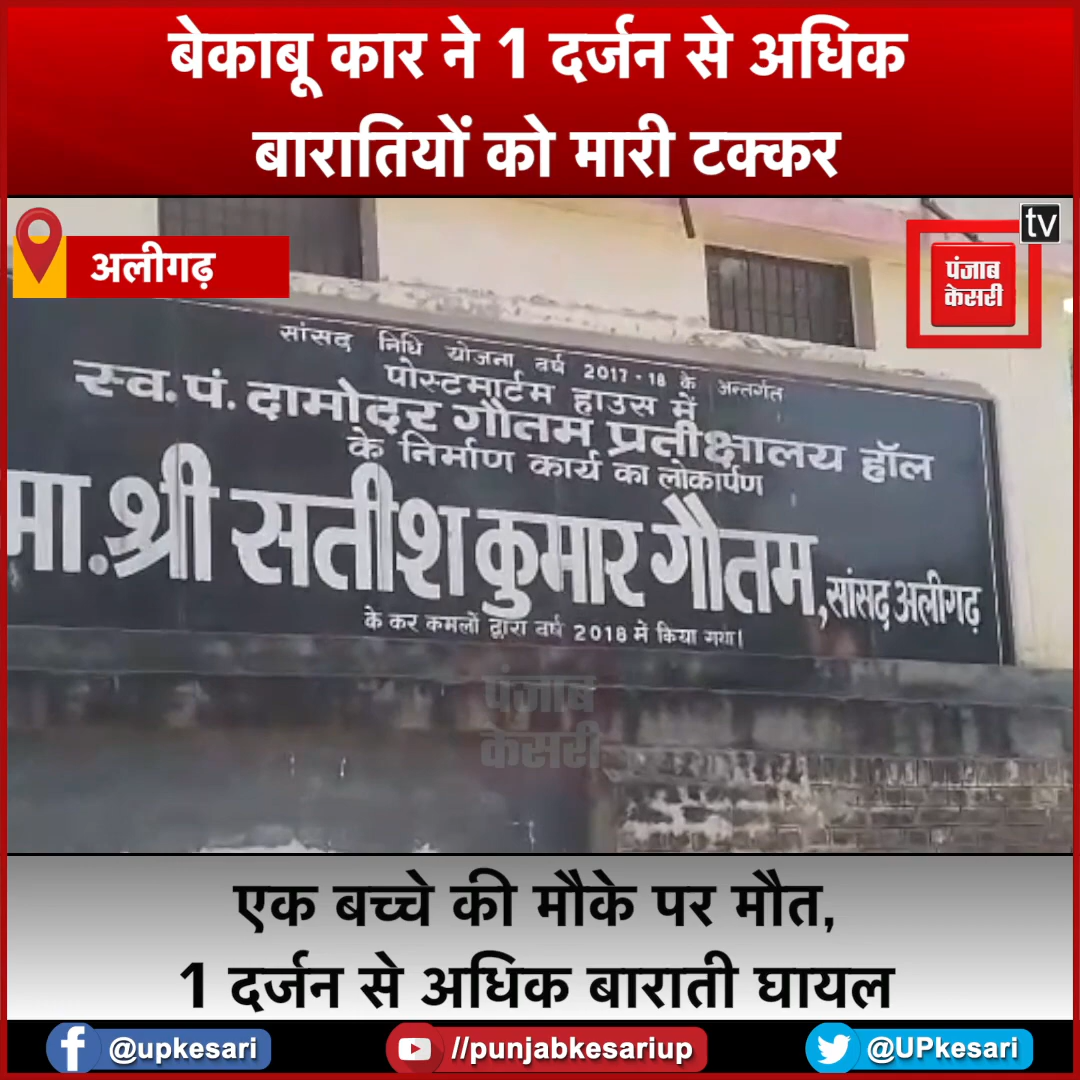 बेकाबू कार ने 1 दर्जन से अधिक
बारातियों को मारी टक्कर
अलीगढ़
tv
पंजाब
केसरी
सांसद निधि योजना वर्ष 2017-18 के अन्तर्गत
पोस्टमार्टम हाउस में
स्व. पं. दामोदर गौतम प्रतीक्षालय हॉल
के निर्माण कार्य का लोकार्पण
मा. श्री सतीश कुमार गौतम, सांसद अलीगढ़
के कर कमलों द्वारा वर्ष 2018 में किया गया।
पंजाब
केसरी
एक बच्चे की मौके पर मौत,
1 दर्जन से अधिक बाराती घायल
@upkesari //punjabkesariup @UPkesari